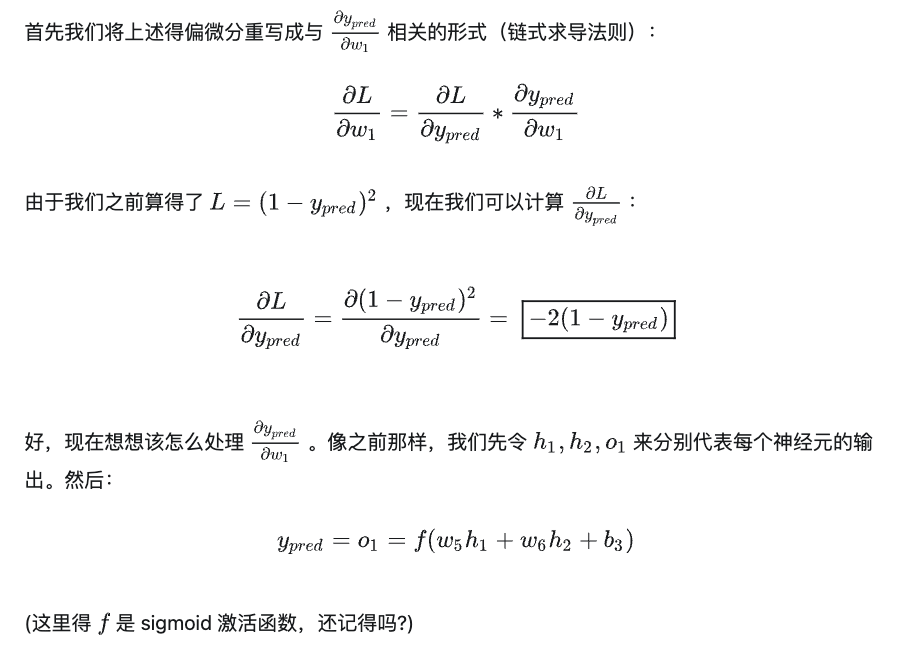 首先我们将上述得偏微分重写成与 $\frac{\partial y_{pred}}{\partial w_1}$ 相关的形式（链式求导法则）：
$$\frac{\partial L}{\partial w_1} = \frac{\partial L}{\partial y_{pred}} * \frac{\partial y_{pred}}{\partial w_1}$$
由于我们之前算得了 $L = (1 - y_{pred})^2$ ，现在我们可以计算 $\frac{\partial L}{\partial y_{pred}}$ ：
$$\frac{\partial L}{\partial y_{pred}} = \frac{\partial (1 - y_{pred})^2}{\partial y_{pred}} = \boxed{-2(1 - y_{pred})}$$
好，现在想想该怎么处理 $\frac{\partial y_{pred}}{\partial w_1}$ 。像之前那样，我们先令 $h_1, h_2, o_1$ 来分别代表每个神经元的输
出。然后：
$$y_{pred} = o_1 = f(w_5 h_1 + w_6 h_2 + b_3)$$
(这里得 $f$ 是 sigmoid 激活函数，还记得吗?)